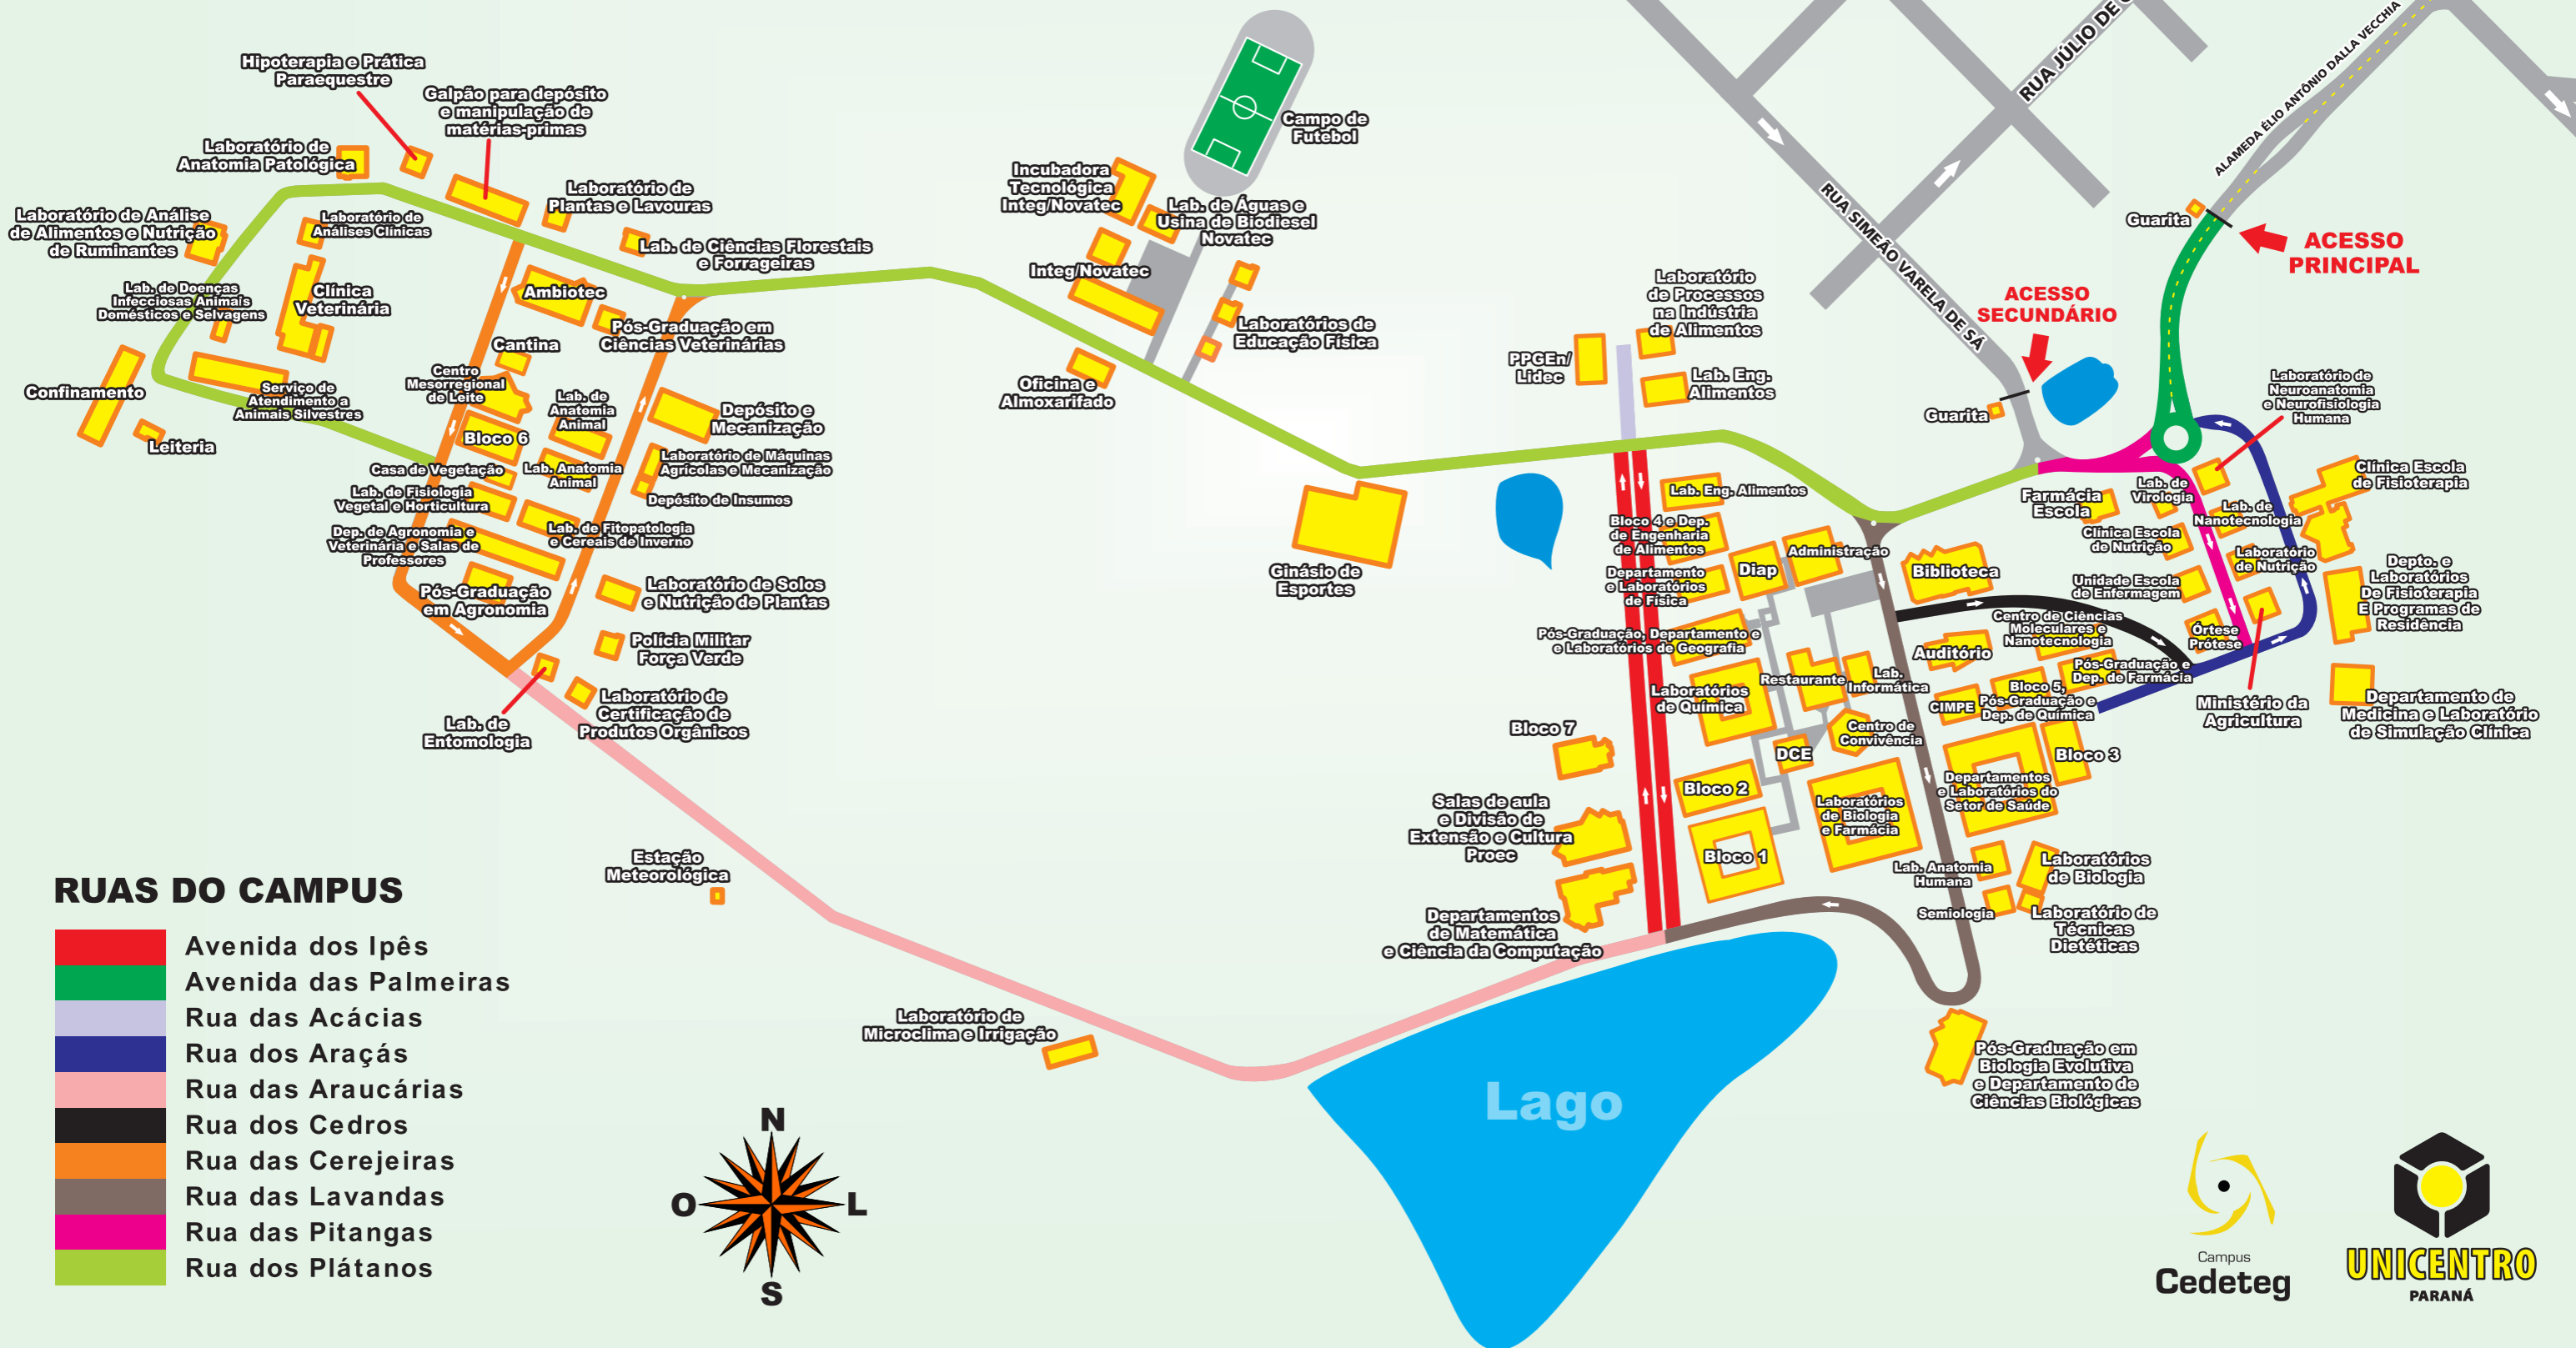 Hipoterapia e Prática
Paraequestre
Galpão para depósito
e manipulação de
matérias-primas
Laboratório de
Anatomia Patológica
Laboratório de
Plantas e Lavouras
Laboratório de Análise
de Alimentos e Nutrição
de Ruminantes
Laboratório de
Análises Clínicas
Lab. de Ciências Florestais
e Forrageiras
Lab. de Doenças
Infecciosas Animais
Domésticos e Selvagens
Clínica
Veterinária
Ambiotec
Pós-Graduação em
Ciências Veterinárias
Cantina
Centro
Mesorregional
de Leite
Confinamento
Serviço de
Atendimento a
Animais Silvestres
Leiteria
Lab. de
Anatomia
Animal
Depósito e
Mecanização
Bloco 6
Casa de Vegetação
Lab. Anatomia
Animal
Laboratório de Máquinas
Agrícolas e Mecanização
Depósito de Insumos
Lab. de Fisiologia
Vegetal e Horticultura
Lab. de Fitopatologia
e Cereais de Inverno
Dep. de Agronomia e
Veterinária e Salas de
Professores
Pós-Graduação
em Agronomia
Laboratório de Solos
e Nutrição de Plantas
Polícia Militar
Força Verde
Lab. de
Entomologia
Laboratório de
Certificação de
Produtos Orgânicos
Estação
Meteorológica
Laboratório de
Microclima e Irrigação
Campo de
Futebol
Incubadora
Tecnológica
Integ/Novatec
Lab. de Águas e
Usina de Biodiesel
Novatec
Integ/Novatec
Laboratórios de
Educação Física
Oficina e
Almoxarifado
Ginásio de
Esportes
Laboratório
de Processos
na Indústria
de Alimentos
PPGEn/
Lidec
Lab. Eng.
Alimentos
Lab. Eng. Alimentos
Bloco 4 e Dep.
de Engenharia
de Alimentos
Departamento
e Laboratórios
de Física
Diap
Administração
Pós-Graduação, Departamento e
e Laboratórios de Geografia
Laboratórios
de Química
Restaurante
Lab.
Informática
Centro de
Convivência
DCE
Bloco 7
Bloco 2
Bloco 1
Laboratórios
de Biologia
e Farmácia
Salas de aula
e Divisão de
Extensão e Cultura
Proec
Departamentos
de Matemática
e Ciência da Computação
RUA JÚLIO DE
RUA SIMEÃO VARELA DE SÁ
ALAMEDA ÉLIO ANTÔNIO DALLA VECCHIA
Guarita
ACESSO
PRINCIPAL
ACESSO
SECUNDÁRIO
Guarita
Laboratório de
Neuroanatomia
e Neurofisiologia
Humana
Clínica Escola
de Fisioterapia
Farmácia
Escola
Lab. de
Virologia
Lab. de
Nanotecnologia
Clínica Escola
de Nutrição
Laboratório
de Nutrição
Biblioteca
Unidade Escola
de Enfermagem
Depto. e
Laboratórios
De Fisioterapia
E Programas de
Residência
Centro de Ciências
Moleculares e
Nanotecnologia
Órtese
Prótese
Auditório
Pós-Graduação e
Dep. de Farmácia
CIMPE
Bloco 5,
Pós-Graduação e
Dep. de Química
Ministério da
Agricultura
Departamento de
Medicina e Laboratório
de Simulação Clínica
Bloco 3
Departamentos
e Laboratórios do
Setor de Saúde
Lab. Anatomia
Humana
Laboratórios
de Biologia
Semiologia
Laboratório de
Técnicas
Dietéticas
Pós-Graduação em
Biologia Evolutiva
e Departamento de
Ciências Biológicas
Lago
RUAS DO CAMPUS
Avenida dos Ipês
Avenida das Palmeiras
Rua das Acácias
Rua dos Araçás
Rua das Araucárias
Rua dos Cedros
Rua das Cerejeiras
Rua das Lavandas
Rua das Pitangas
Rua dos Plátanos
N
O
L
S
Campus
Cedeteg
UNICENTRO
PARANÁ